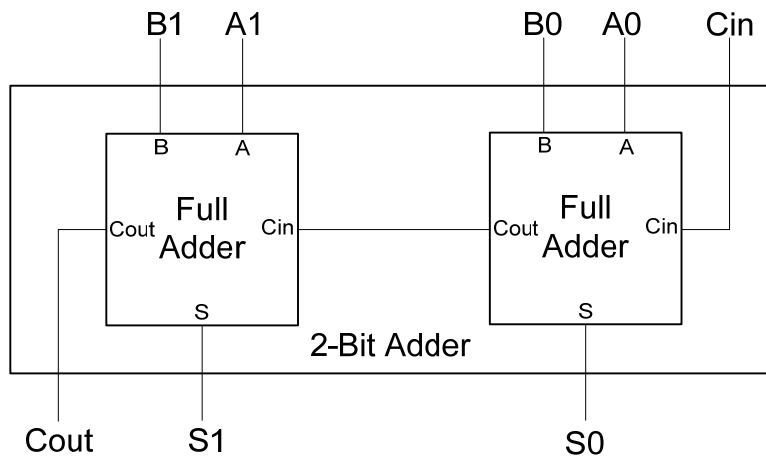 B1 A1 B0 A0 Cin
B A B A
Full
Adder
Cout Cin
Full
Adder
Cout Cin
S S
2-Bit Adder
Cout S1 S0